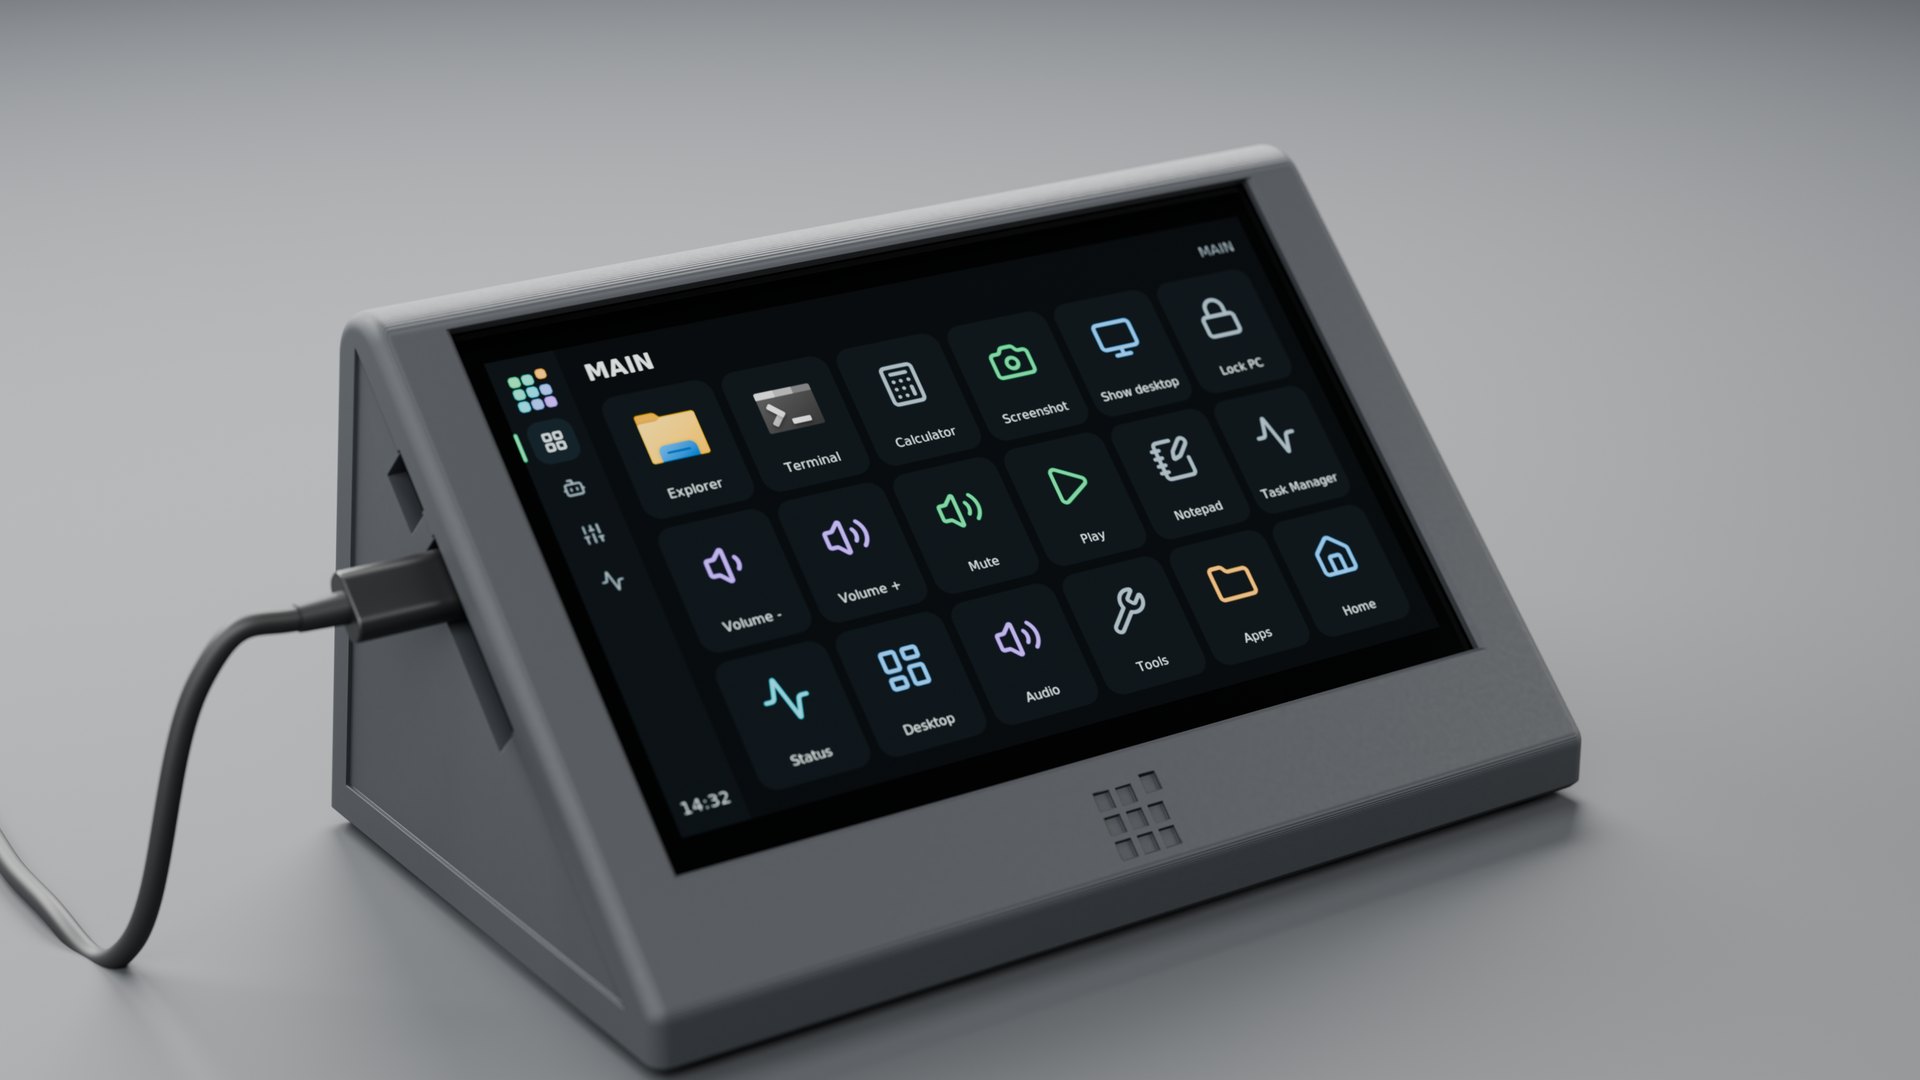 MAIN
MAIN
Explorer
Terminal
Calculator
Screenshot
Show desktop
Lock PC
Volume -
Volume +
Mute
Play
Notepad
Task Manager
Status
Desktop
Audio
Tools
Apps
Home
14:32